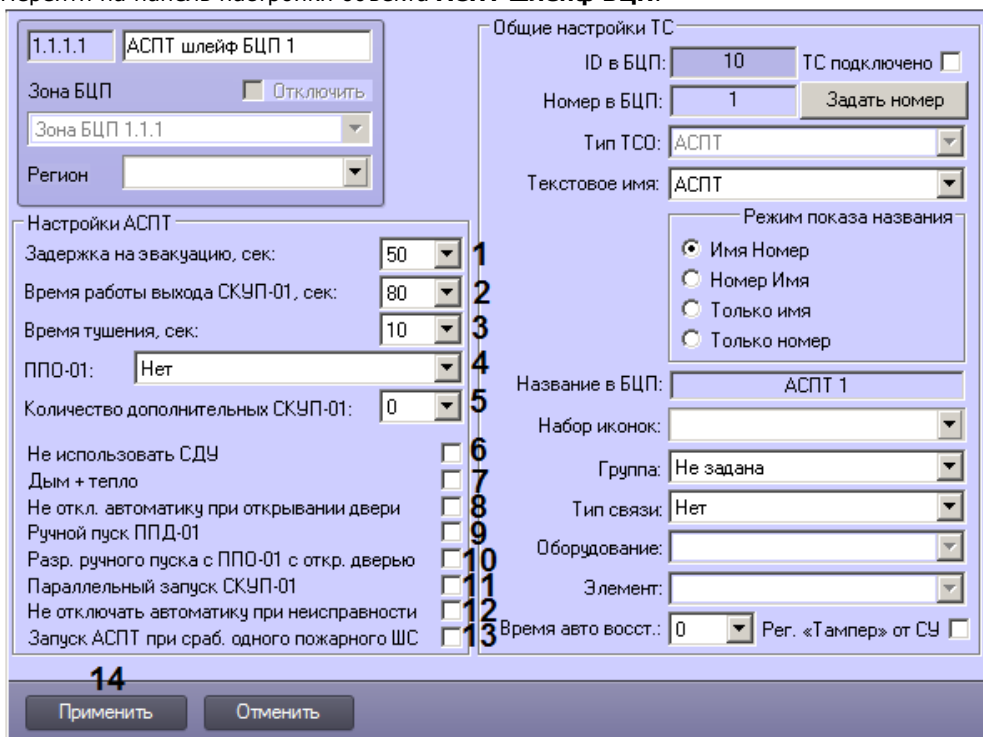 Перейти на панель настройки объекта АСПТ шлейф БЦП.
1.1.1.1 АСПТ шлейф БЦП 1
Зона БЦП Отключить
Зона БЦП 1.1.1
Регион
Настройки АСПТ
Задержка на эвакуацию, сек: 50 1
Время работы выхода СКУП-01, сек: 80 2
Время тушения, сек: 10 3
ППО-01: Нет 4
Количество дополнительных СКУП-01: 0 5
Не использовать СДУ 6
Дым + тепло 7
Не откл. автоматику при открывании двери 8
Ручной пуск ППД-01 9
Разр. ручного пуска с ППО-01 с откр. дверью 10
Параллельный запуск СКУП-01 11
Не отключать автоматику при неисправности 12
Запуск АСПТ при сраб. одного пожарного ШС 13
Общие настройки ТС
ID в БЦП: 10 ТС подключено
Номер в БЦП: 1 Задать номер
Тип ТСО: АСПТ
Текстовое имя: АСПТ
Режим показа названия
Имя Номер
Номер Имя
Только имя
Только номер
Название в БЦП: АСПТ 1
Набор иконок:
Группа: Не задана
Тип связи: Нет
Оборудование:
Элемент:
Время авто восст.: 0 Рег. «Тампер» от СУ
14
Применить Отменить